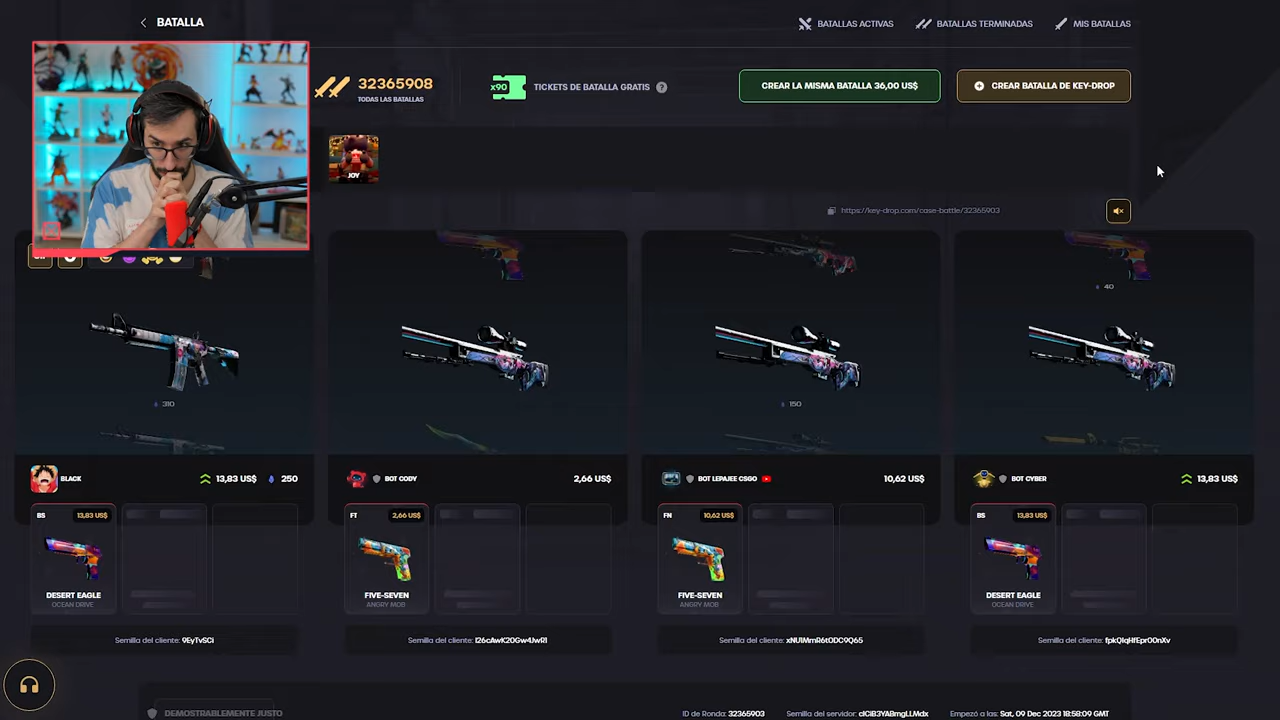 BATALLA
BATALLAS ACTIVAS
BATALLAS TERMINADAS
MIS BATALLAS
32365908
TODAS LAS BATALLAS
x90
TICKETS DE BATALLA GRATIS ?
CREAR LA MISMA BATALLA 36,00 US$
CREAR BATALLA DE KEY-DROP
JOY
https://key-drop.com/case-battle/32365903
40
310
150
BLACK 13,83 US$ 250
BOT CODY 2,66 US$
BOT LEPAJEE CSGO 10,62 US$
BOT CYBER 13,83 US$
BS 13,83 US$
DESERT EAGLE
OCEAN DRIVE
FT 2,66 US$
FIVE-SEVEN
ANGRY MOB
FN 10,62 US$
FIVE-SEVEN
ANGRY MOB
BS 13,83 US$
DESERT EAGLE
OCEAN DRIVE
Semilla del cliente: 9EyTvSCi
Semilla del cliente:
Semilla del cliente:
Semilla del cliente:
DEMOSTRABLEMENTE JUSTO
ID de Ronda: 32365903
Semilla del servidor:
Empezó a las: Sat, 09 Dec 2023 18:58:09 GMT